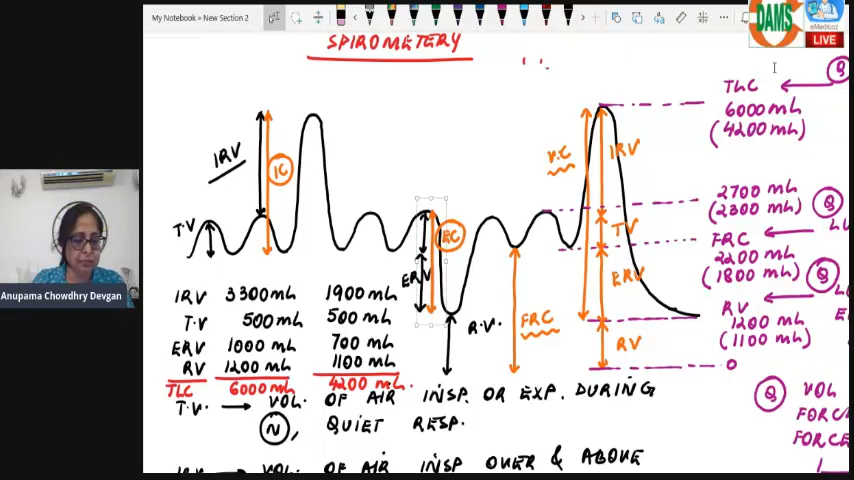 My Notebook » New Section 2
DAMS
eMedicoz
LIVE
SPIROMETERY
Q
TLC
6000 ml
(4200 ml)
IRV
IC
V.C
IRV
2700 ml
(2300 ml)
Q
T.V
EC
TV
FRC
2200 ml
(1800 ml)
Q
ERV
ERV
RV
1200 ml
(1100 ml)
R.V.
FRC
RV
0
IRV 3300 ml 1900 ml
T.V 500 ml 500 ml
ERV 1000 ml 700 ml
RV 1200 ml 1100 ml
TLC 6000 ml 4200 ml.
Anupama Chowdhry Devgan
T.V. → VOL. OF AIR INSP. OR EXP. DURING
N, QUIET RESP.
IRV → VOL. OF AIR INSP OVER & ABOVE
Q VOL
FORC
FORCE